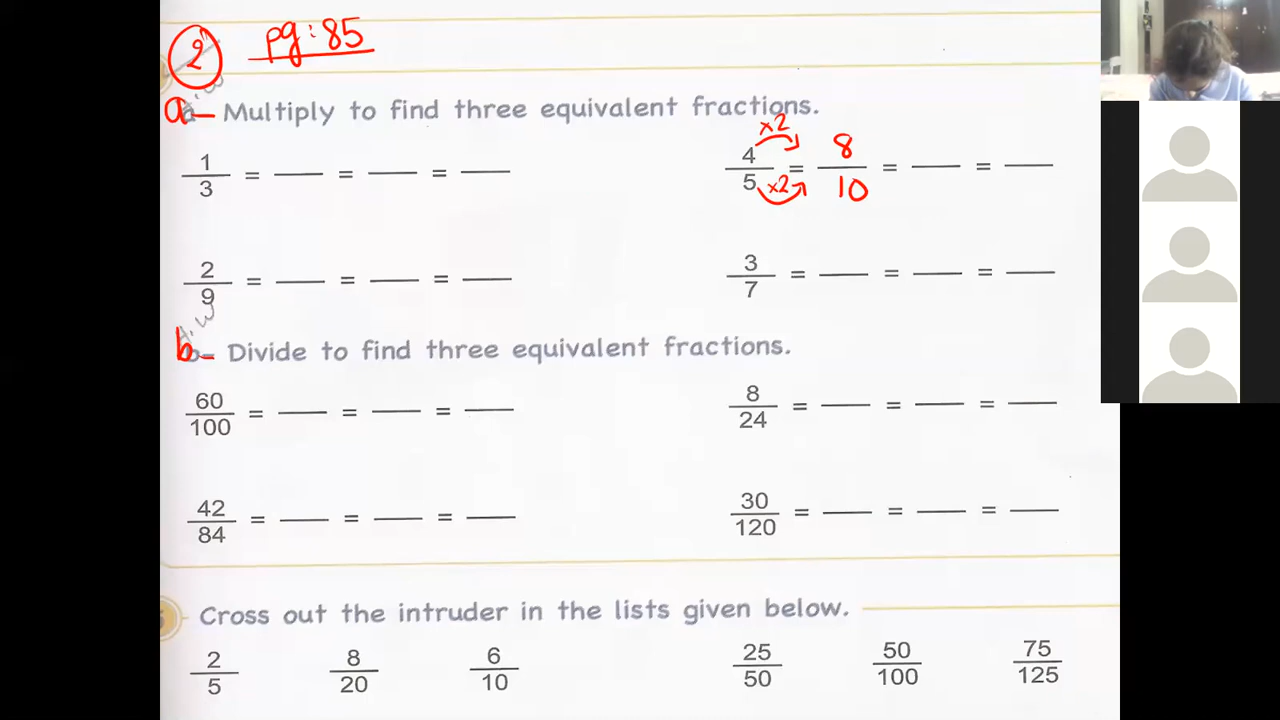 2 pg: 85
a- Multiply to find three equivalent fractions.
×2
1/3 = ___ = ___ = ___ 4/5 = 8/10 = ___ = ___
×2
2/9 = ___ = ___ = ___ 3/7 = ___ = ___ = ___
b- Divide to find three equivalent fractions.
60/100 = ___ = ___ = ___ 8/24 = ___ = ___ = ___
42/84 = ___ = ___ = ___ 30/120 = ___ = ___ = ___
Cross out the intruder in the lists given below.
2/5 8/20 6/10 25/50 50/100 75/125